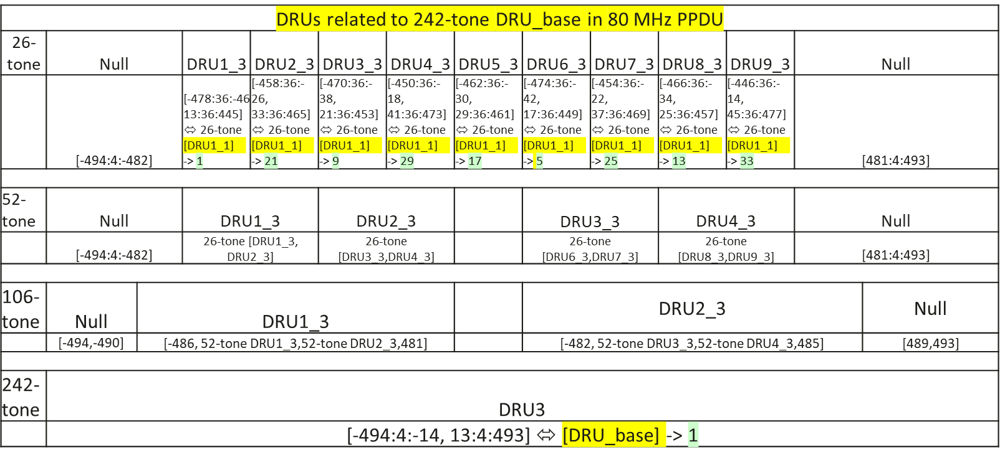 DRUs related to 242-tone DRU_base in 80 MHz PPDU
26-
tone Null DRU1_3 DRU2_3 DRU3_3 DRU4_3 DRU5_3 DRU6_3 DRU7_3 DRU8_3 DRU9_3 Null
[-494:4:-482]
[-478:36:-46
13:36:445]
⬄ 26-tone
[DRU1_1]
-> 1
[-458:36:-
26,
33:36:465]
⬄ 26-tone
[DRU1_1]
-> 21
[-470:36:-
38,
21:36:453]
⬄ 26-tone
[DRU1_1]
-> 9
[-450:36:-
18,
41:36:473]
⬄ 26-tone
[DRU1_1]
-> 29
[-462:36:-
30,
29:36:461]
⬄ 26-tone
[DRU1_1]
-> 17
[-474:36:-
42,
17:36:449]
⬄ 26-tone
[DRU1_1]
-> 5
[-454:36:-
22,
37:36:469]
⬄ 26-tone
[DRU1_1]
-> 25
[-466:36:-
34,
25:36:457]
⬄ 26-tone
[DRU1_1]
-> 13
[-446:36:-
14,
45:36:477]
⬄ 26-tone
[DRU1_1]
-> 33
[481:4:493]
52-
tone Null DRU1_3 DRU2_3 DRU3_3 DRU4_3 Null
[-494:4:-482]
26-tone [DRU1_3,
DRU2_3]
26-tone
[DRU3_3,DRU4_3]
26-tone
[DRU6_3,DRU7_3]
26-tone
[DRU8_3,DRU9_3]
[481:4:493]
106-
tone Null DRU1_3 DRU2_3 Null
[-494,-490] [-486, 52-tone DRU1_3,52-tone DRU2_3,481] [-482, 52-tone DRU3_3,52-tone DRU4_3,485] [489,493]
242-
tone DRU3
[-494:4:-14, 13:4:493] ⬄ [DRU_base] -> 1